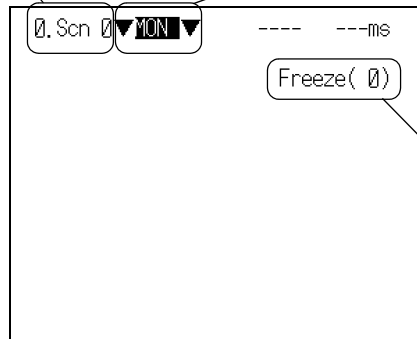 0.Scn 0▼MON ▼ ---- ---ms
Freeze( 0)